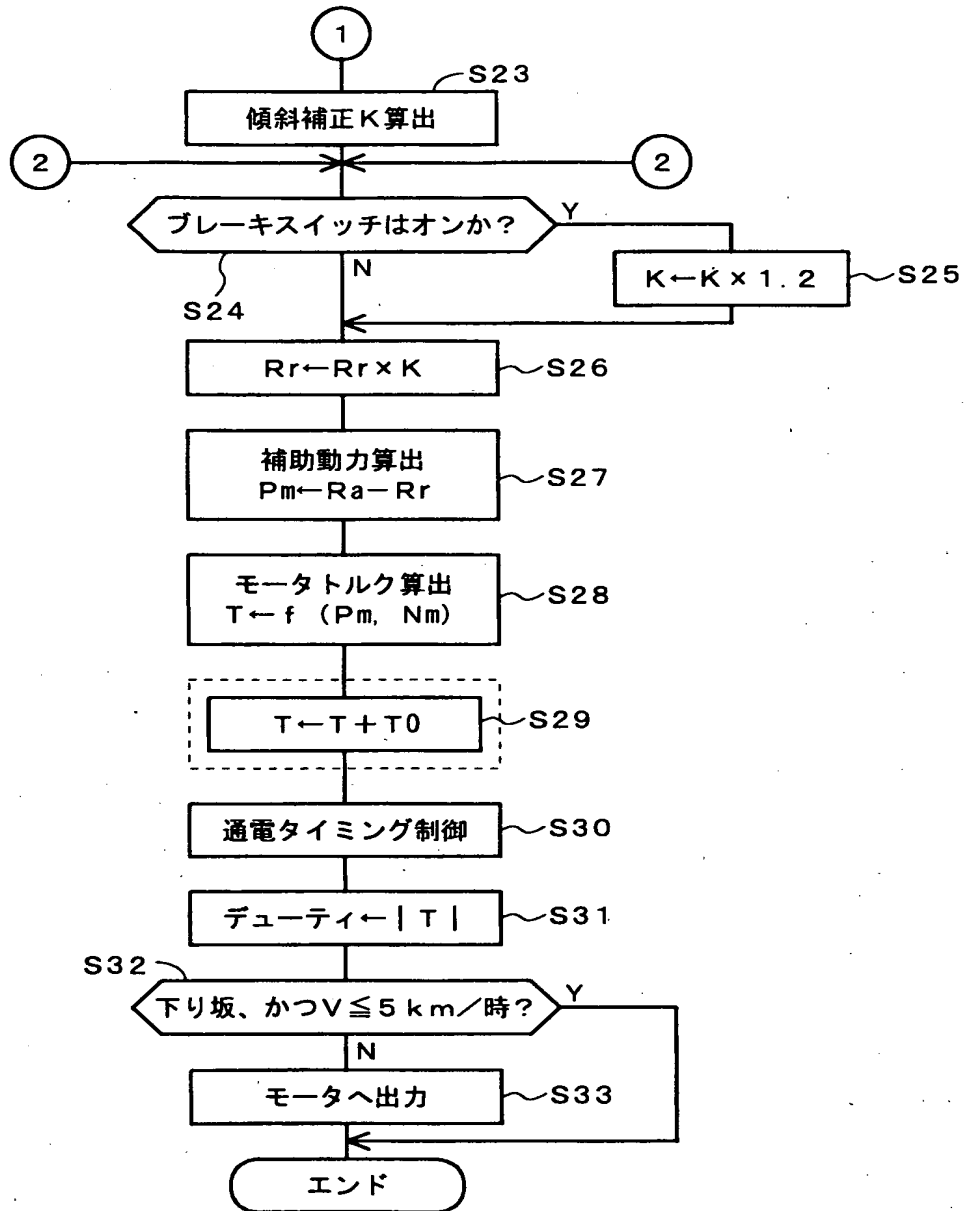 1
S23
傾斜補正K算出
2
2
ブレーキスイッチはオンか?
Y
N
S24
K←K×1.2
S25
Rr←Rr×K
S26
補助動力算出
Pm←Ra-Rr
S27
モータトルク算出
T←f (Pm, Nm)
S28
T←T+T0
S29
通電タイミング制御
S30
デューティ←|T|
S31
S32
下り坂、かつV≦5km/時?
Y
N
モータへ出力
S33
エンド